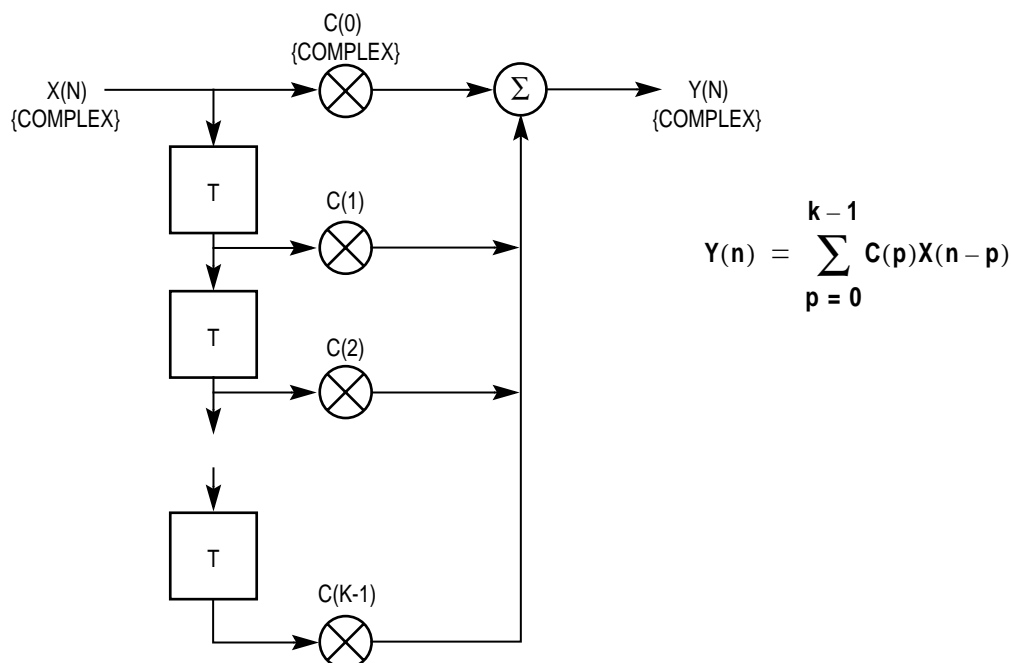 C(0)
{COMPLEX}
X(N)
{COMPLEX}
Σ
Y(N)
{COMPLEX}
T
C(1)
k – 1
Y(n) = ∑ C(p)X(n – p)
p = 0
T
C(2)
T
C(K-1)